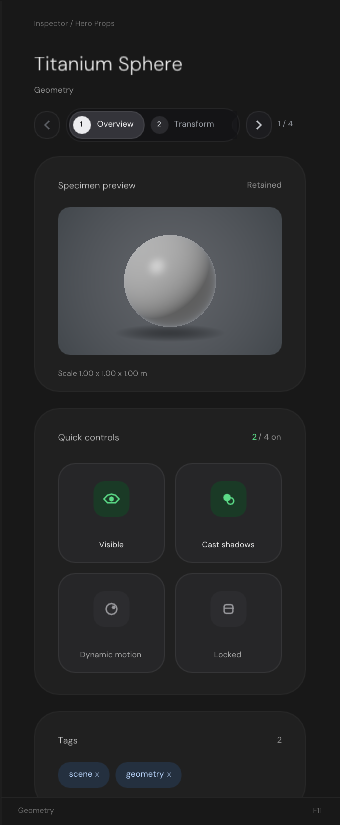 Inspector / Hero Props
Titanium Sphere
Geometry
1 Overview 2 Transform 1 / 4
Specimen preview Retained
Scale 1.00 x 1.00 x 1.00 m
Quick controls 2 / 4 on
Visible Cast shadows
Dynamic motion Locked
Tags 2
scene x geometry x
Geometry